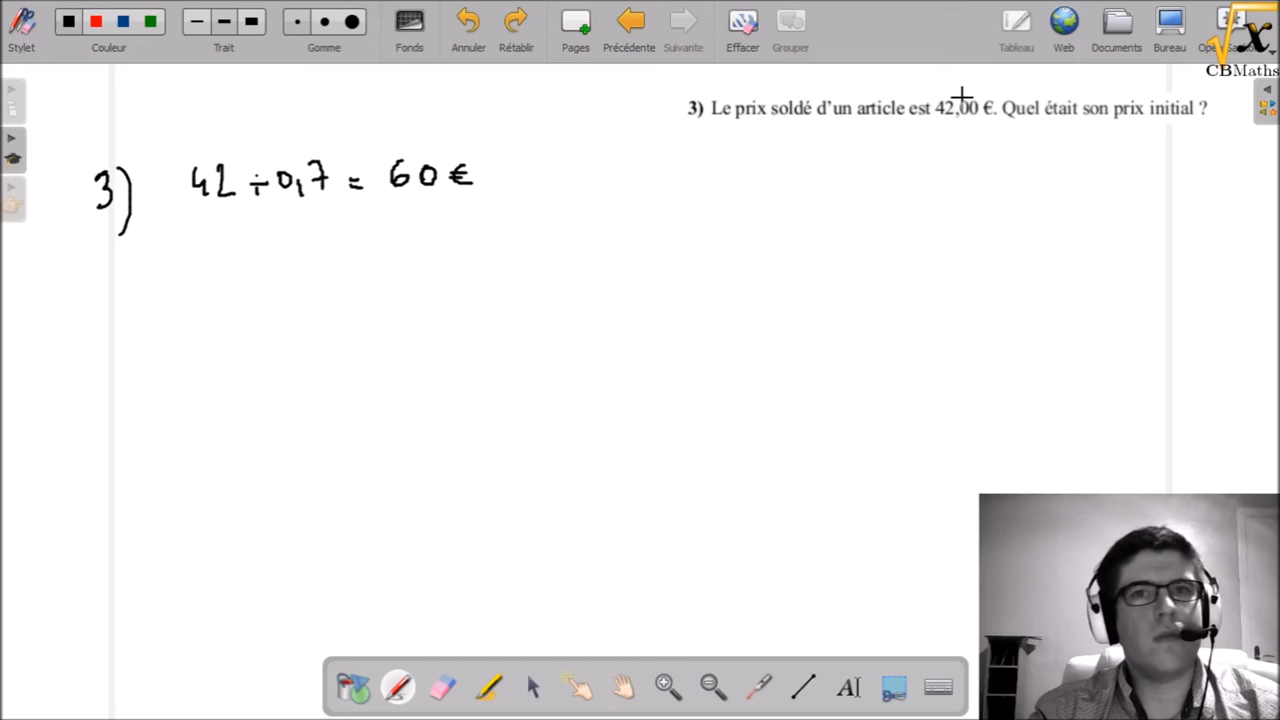 Stylet
Couleur
Trait
Gomme
Fonds
Annuler
Rétablir
Pages
Précédente
Suivante
Effacer
Grouper
Tableau
Web
Documents
Bureau
√x
CBMaths
3) Le prix soldé d'un article est 42,00 €. Quel était son prix initial ?
3) 42 ÷ 0,7 = 60 €
AI